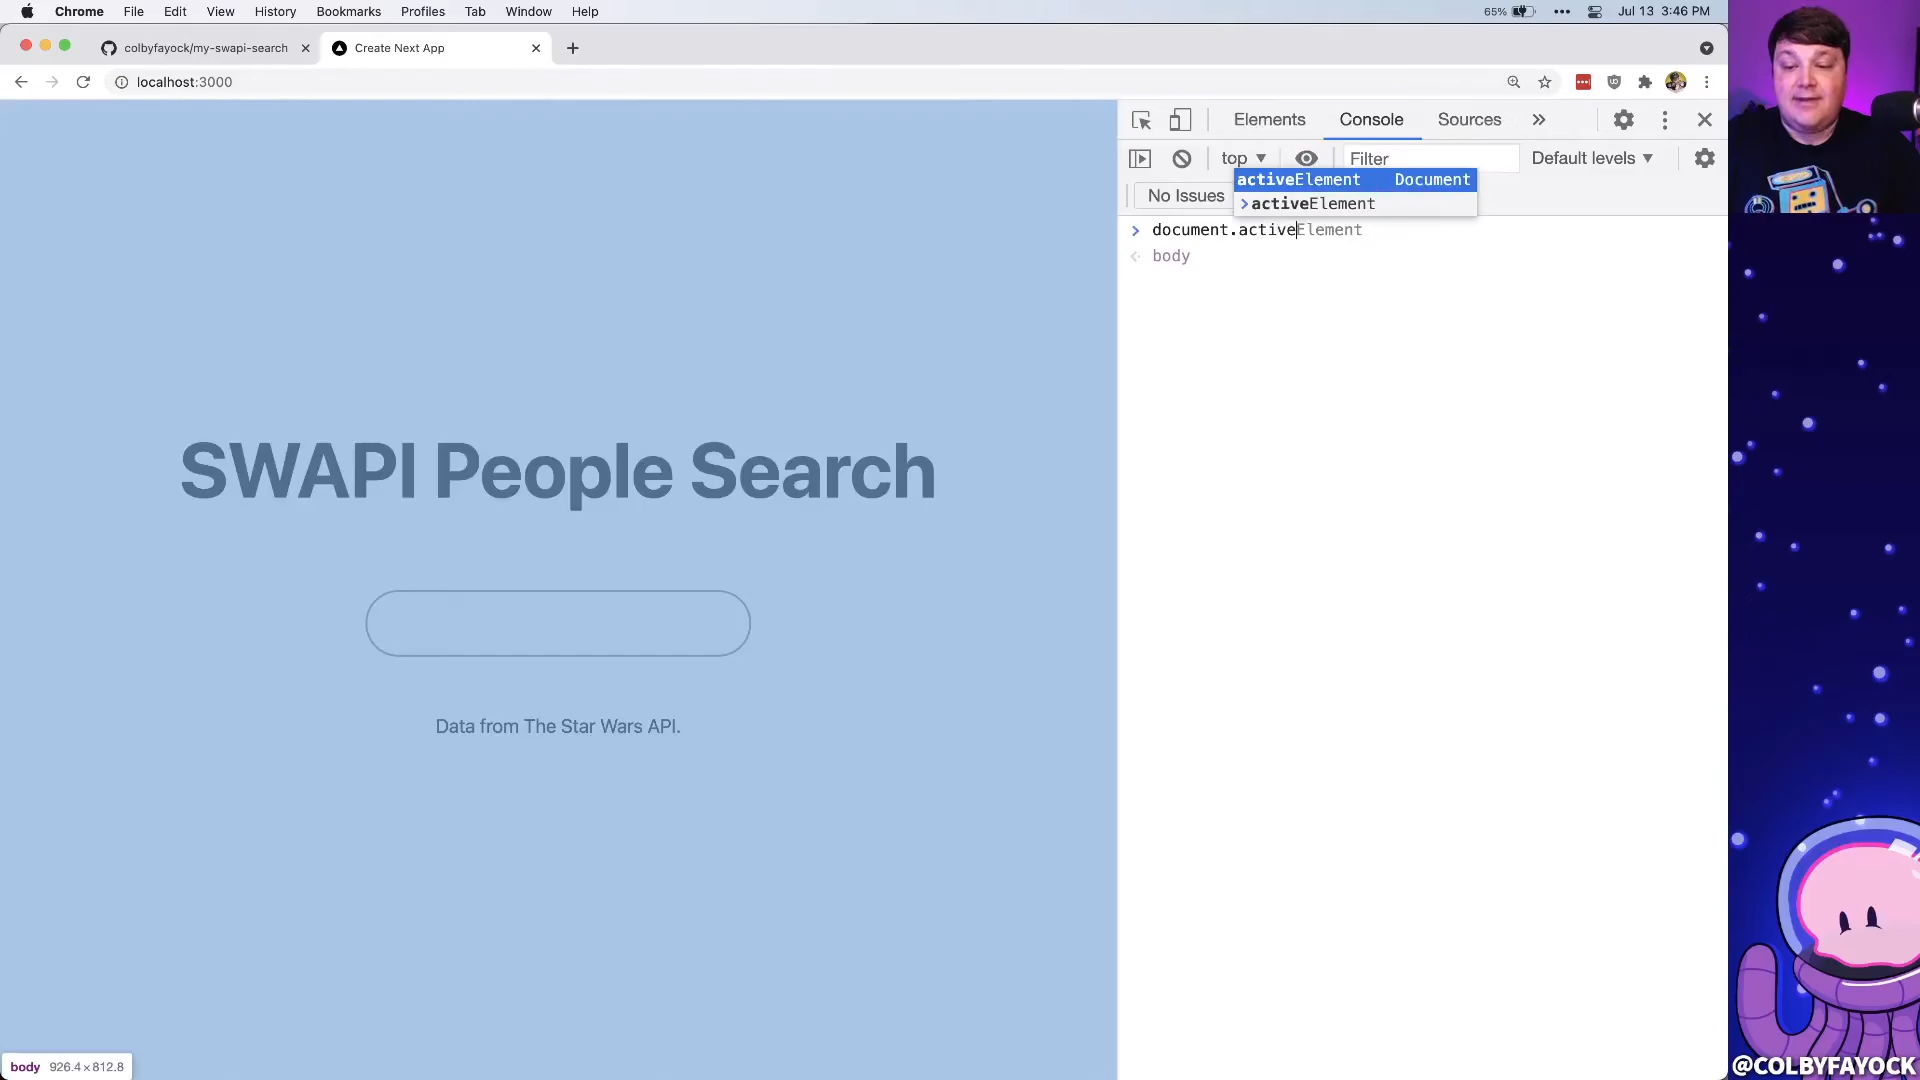 Chrome File Edit View History Bookmarks Profiles Tab Window Help 65% Jul 13 3:46 PM
colbyfayock/my-swapi-search Create Next App
localhost:3000
Elements Console Sources
top Filter Default levels
activeElement Document
No Issues
activeElement
document.activeElement
body
SWAPI People Search
Data from The Star Wars API.
body 926.4×812.8
@COLBYFAYOCK